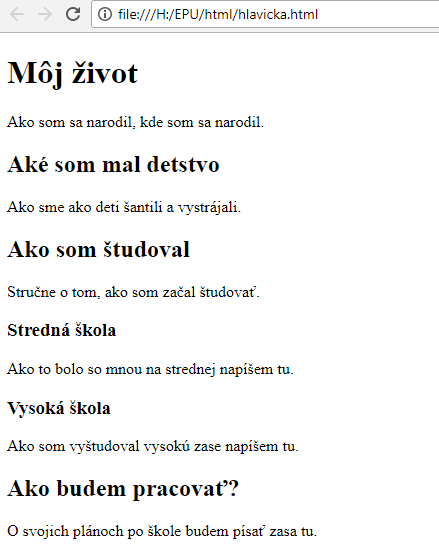 file:///H:/EPU/html/hlavicka.html
Môj život
Ako som sa narodil, kde som sa narodil.
Aké som mal detstvo
Ako sme ako deti šantili a vystrájali.
Ako som študoval
Stručne o tom, ako som začal študovať.
Stredná škola
Ako to bolo so mnou na strednej napíšem tu.
Vysoká škola
Ako som vyštudoval vysokú zase napíšem tu.
Ako budem pracovať?
O svojich plánoch po škole budem písať zasa tu.